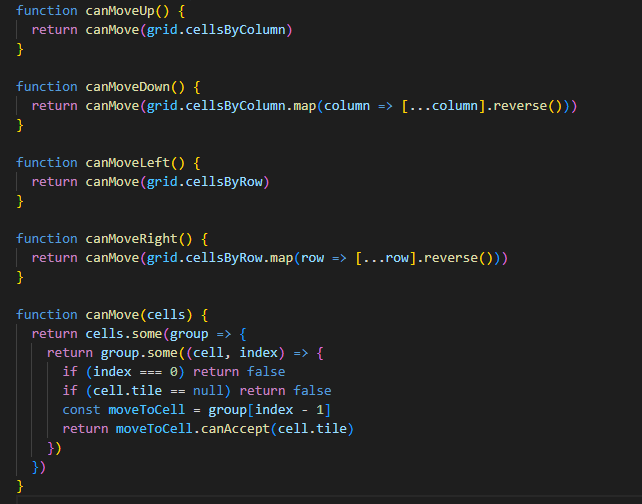 function canMoveUp() {
  return canMove(grid.cellsByColumn)
}

function canMoveDown() {
  return canMove(grid.cellsByColumn.map(column => [...column].reverse()))
}

function canMoveLeft() {
  return canMove(grid.cellsByRow)
}

function canMoveRight() {
  return canMove(grid.cellsByRow.map(row => [...row].reverse()))
}

function canMove(cells) {
  return cells.some(group => {
    return group.some((cell, index) => {
      if (index === 0) return false
      if (cell.tile == null) return false
      const moveToCell = group[index - 1]
      return moveToCell.canAccept(cell.tile)
    })
  })
}